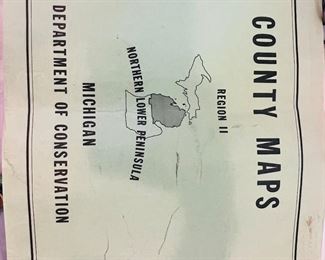 COUNTY MAPS
REGION II
NORTHERN LOWER PENINSULA
MICHIGAN
DEPARTMENT OF CONSERVATION